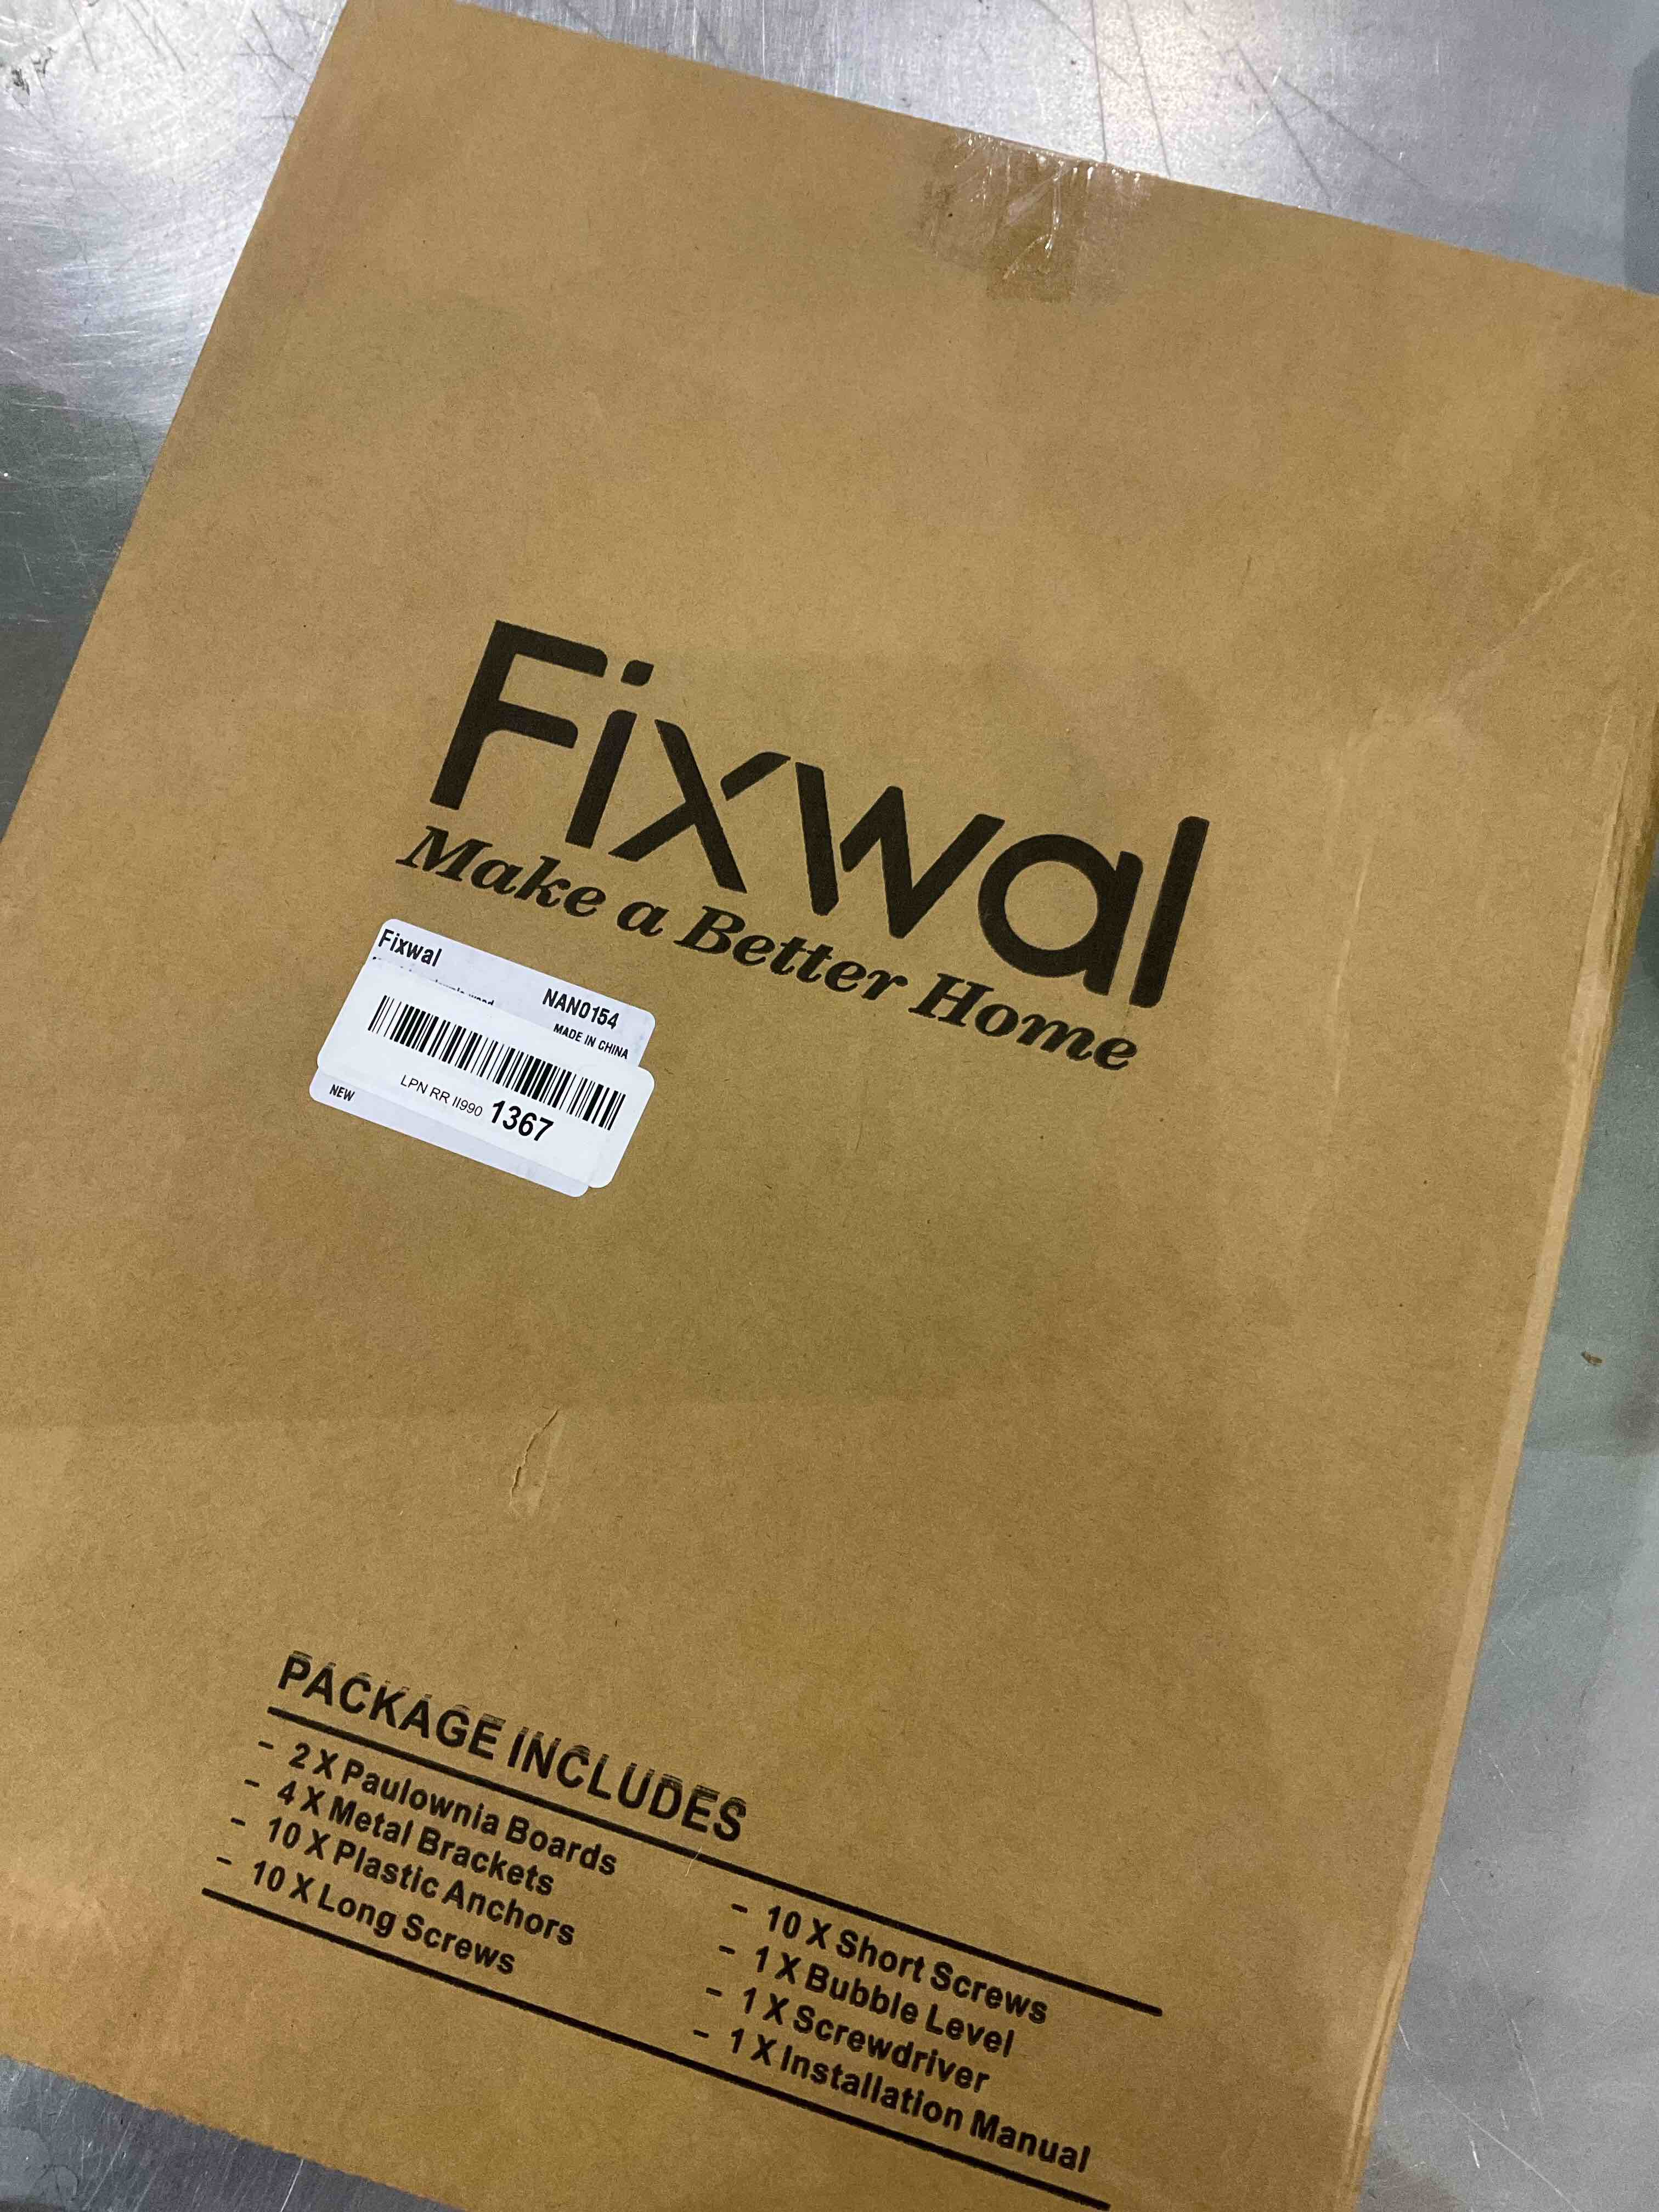 Fixwal
Make a Better Home
Fixwal
NAN0154
MADE IN CHINA
LPN RR II990 1367
NEW
PACKAGE INCLUDES
- 2 X Paulownia Boards
- 4 X Metal Brackets
- 10 X Plastic Anchors
- 10 X Long Screws
- 10 X Short Screws
- 1 X Bubble Level
- 1 X Screwdriver
- 1 X Installation Manual